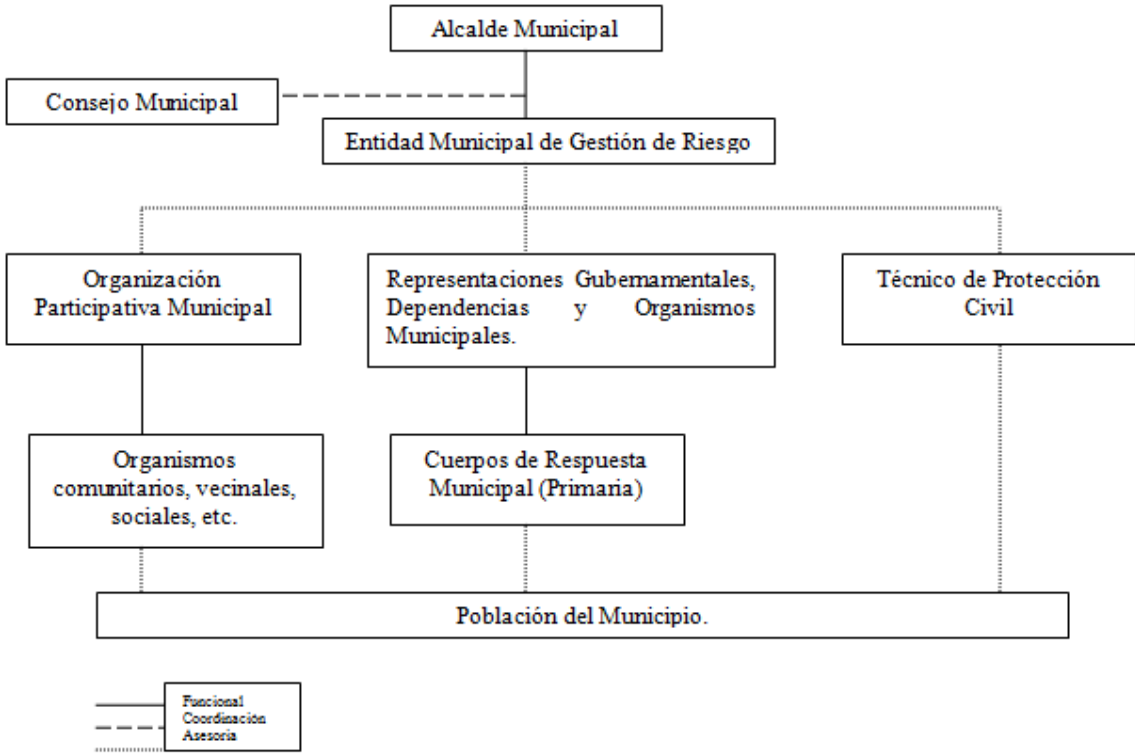 Alcalde Municipal
Consejo Municipal
Entidad Municipal de Gestión de Riesgo
Organización
Participativa Municipal
Representaciones Gubernamentales,
Dependencias y Organismos
Municipales.
Técnico de Protección
Civil
Organismos
comunitarios, vecinales,
sociales, etc.
Cuerpos de Respuesta
Municipal (Primaria)
Población del Municipio.
Funcional
Coordinación
Asesoria